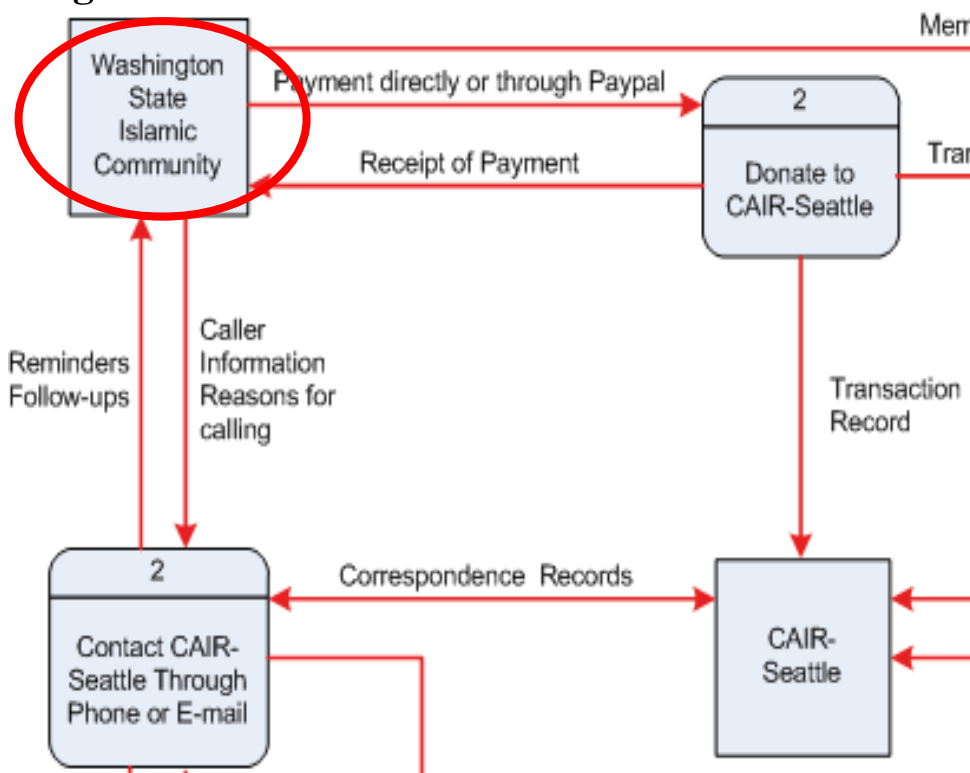 Mem
Washington
State
Islamic
Community
Payment directly or through Paypal
2
Receipt of Payment
Donate to
CAIR-Seattle
Tran
Caller
Information
Reasons for
calling
Reminders
Follow-ups
Transaction
Record
2
Correspondence Records
Contact CAIR-
Seattle Through
Phone or E-mail
CAIR-
Seattle